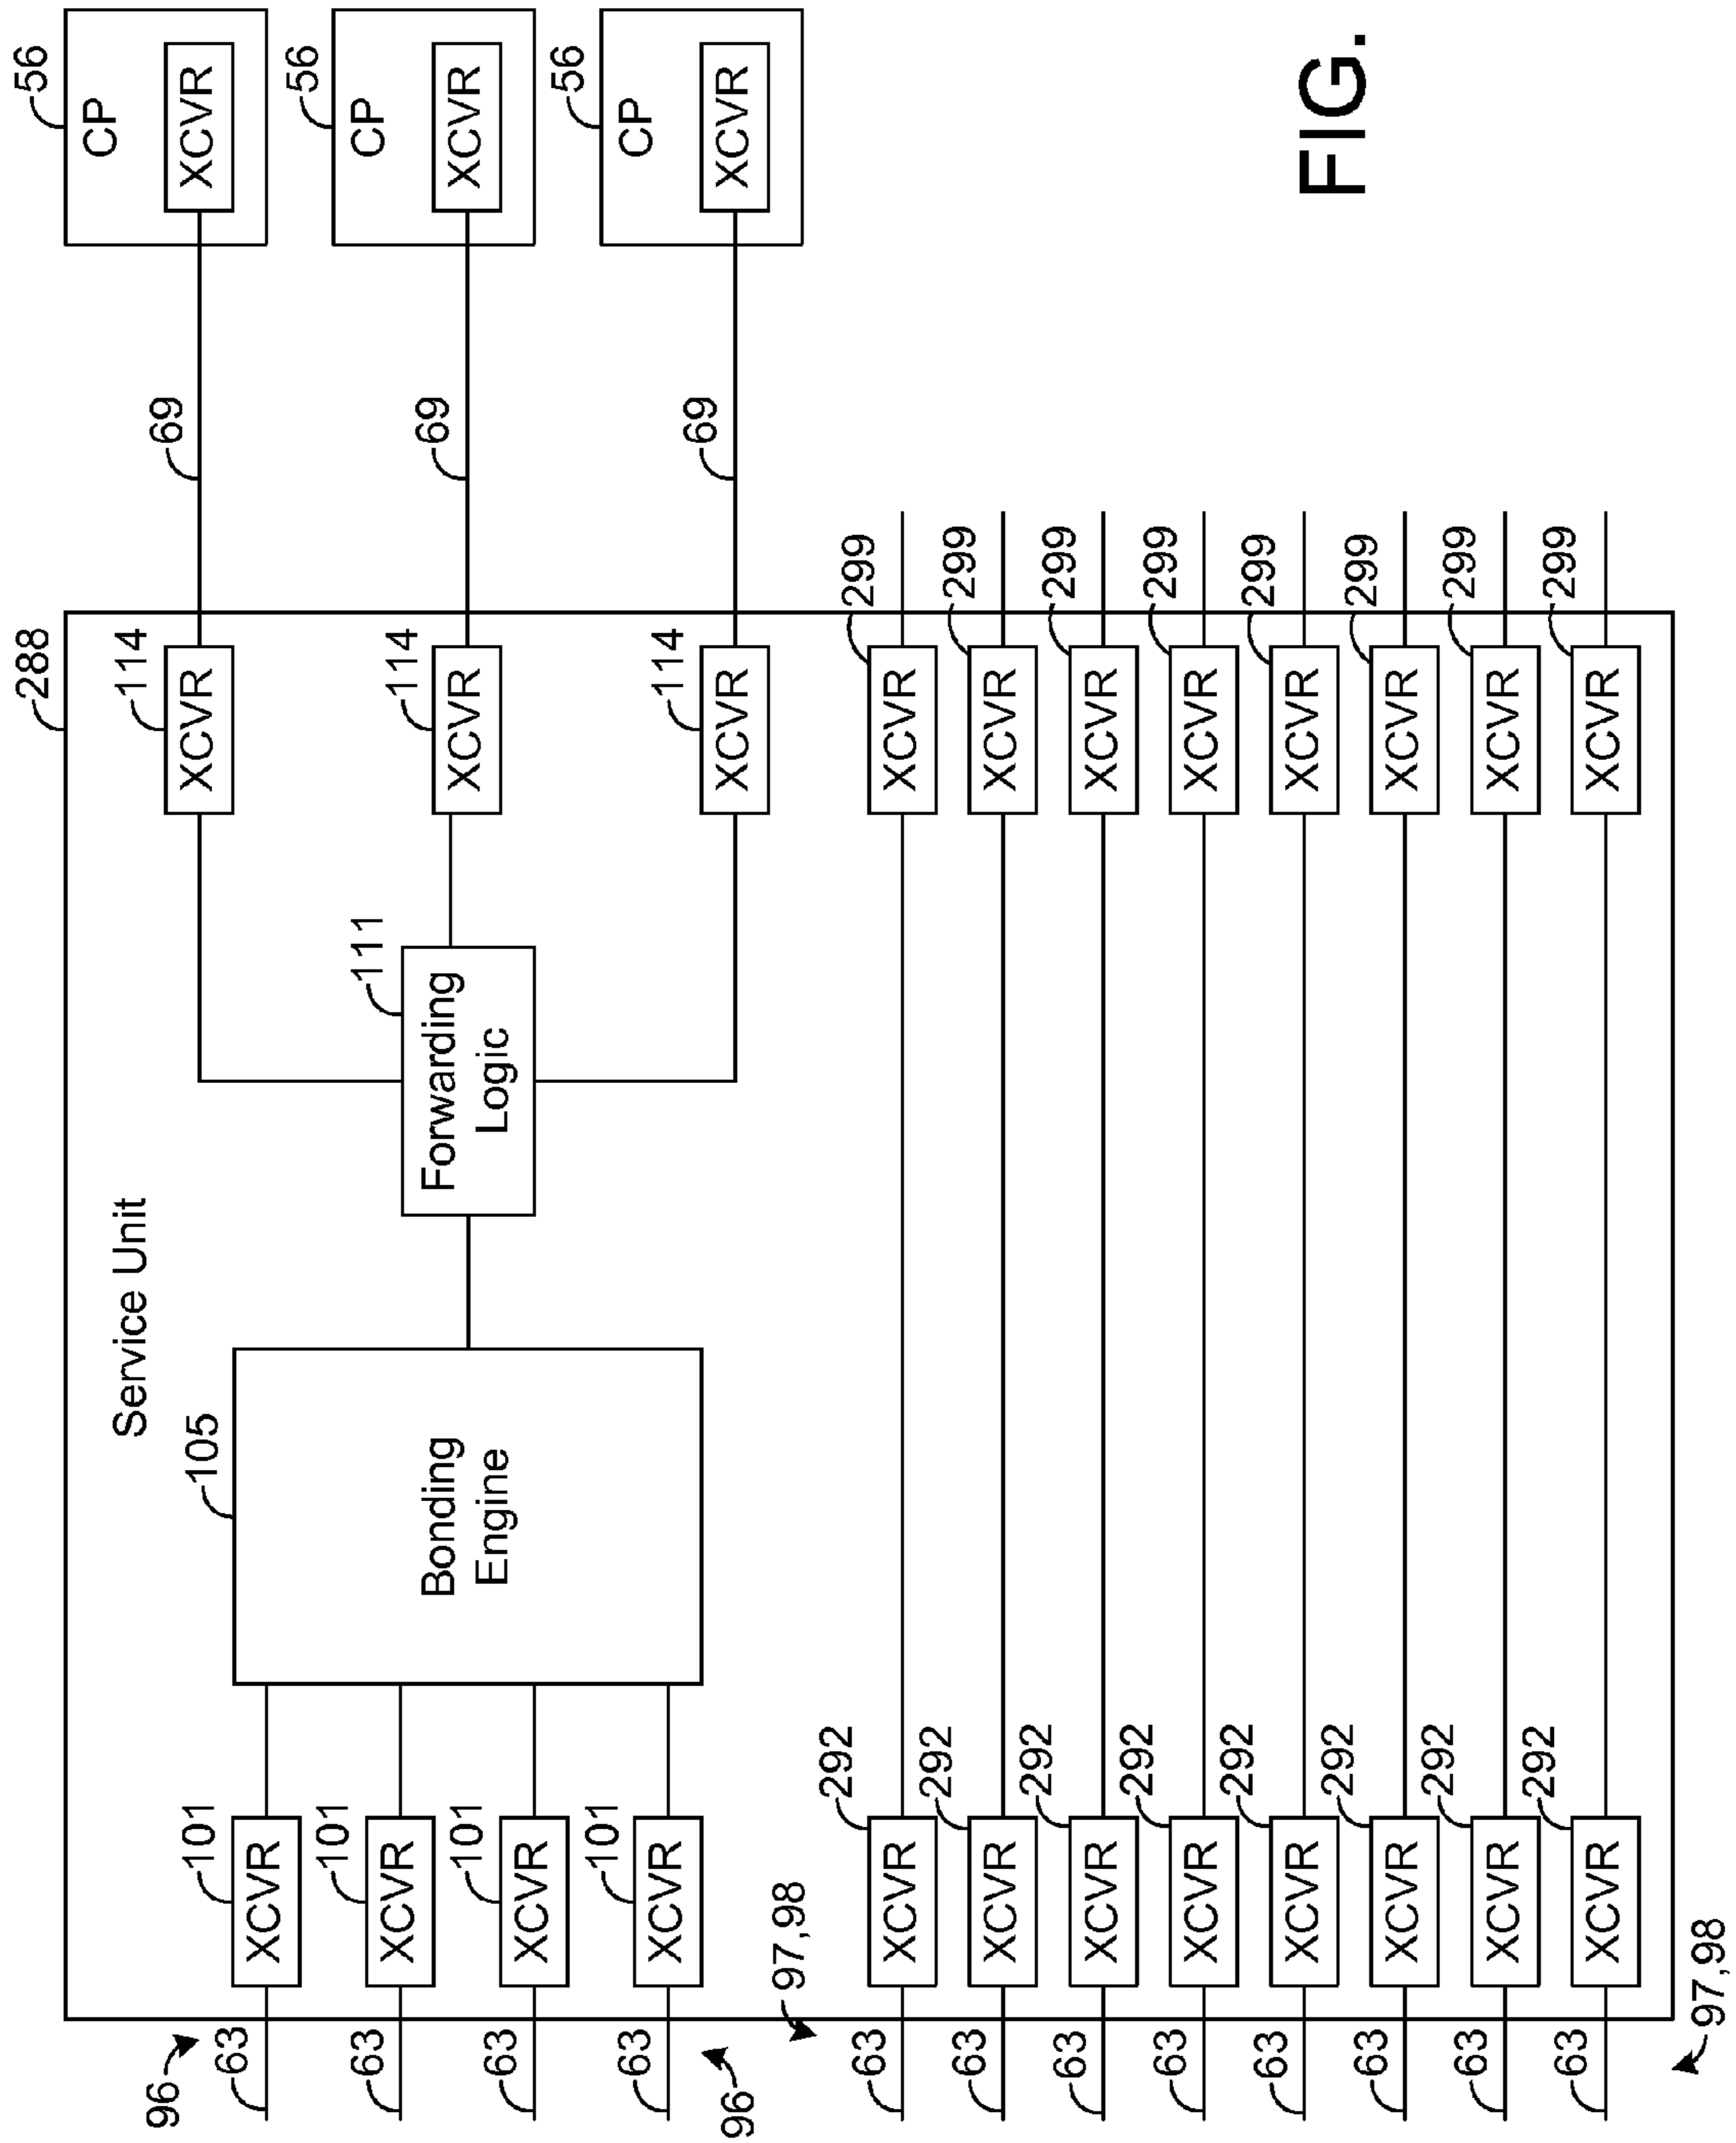 288
Service Unit
96
63
101
XCVR
63
101
XCVR
63
101
XCVR
63
101
XCVR
96
105
Bonding
Engine
111
Forwarding
Logic
114
XCVR
114
XCVR
114
XCVR
69
69
69
56
CP
XCVR
56
CP
XCVR
56
CP
XCVR
97,98
63
292
XCVR
XCVR
299
63
292
XCVR
XCVR
299
63
292
XCVR
XCVR
299
63
292
XCVR
XCVR
299
63
292
XCVR
XCVR
299
63
292
XCVR
XCVR
299
63
292
XCVR
XCVR
299
63
292
XCVR
XCVR
299
97,98
FIG.